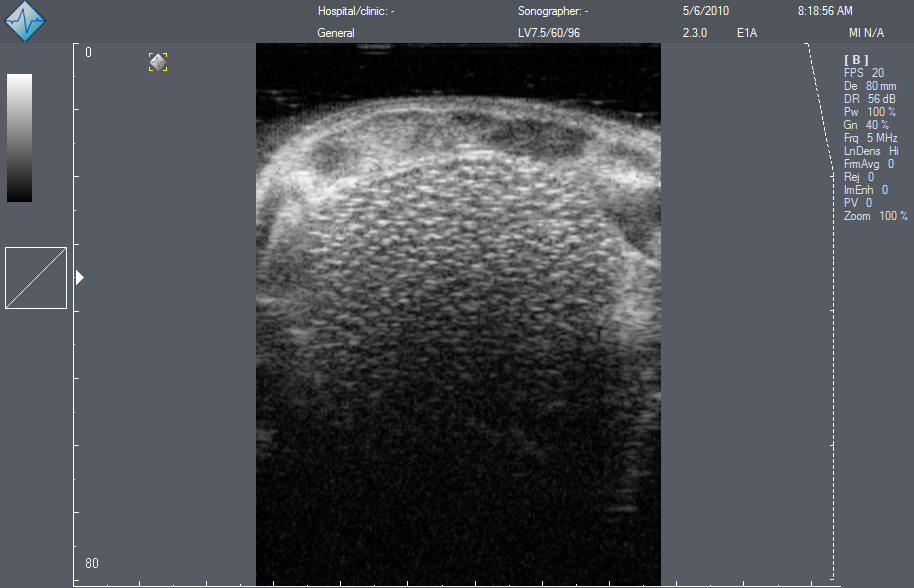 Hospital/clinic: - Sonographer: - 5/6/2010 8:18:56 AM
General LV7.5/60/96 2.3.0 E1A MI N/A
0
[ B ]
FPS 20
De 80 mm
DR 56 dB
Pw 100 %
Gn 40 %
Frq 5 MHz
LnDens Hi
FrmAvg 0
Rej 0
ImEnh 0
PV 0
Zoom 100 %
80